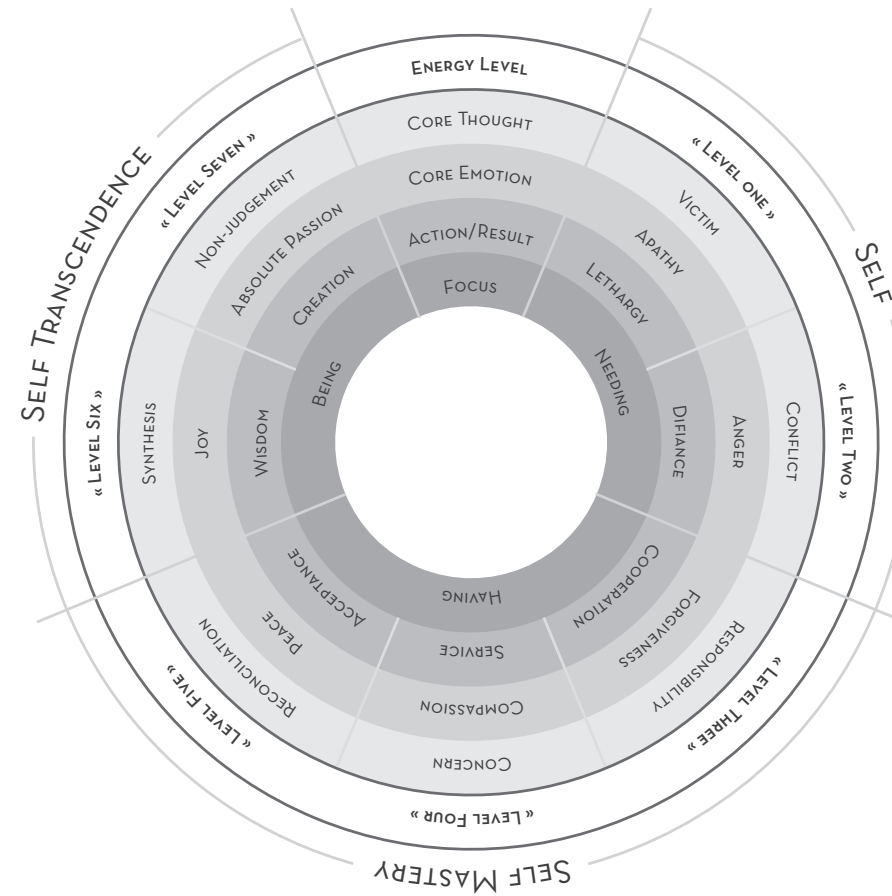 Energy Level
Core Thought
Core Emotion
Action/Result
Focus
« Level one »
Victim
Apathy
Lethargy
Needing
Self
« Level Two »
Conflict
Anger
Difiance
« Level Three »
Responsibility
Forgiveness
Cooperation
Having
« Level Four »
Concern
Compassion
Service
Self Mastery
« Level Five »
Reconciliation
Peace
Acceptance
« Level Six »
Synthesis
Joy
Wisdom
Being
« Level Seven »
Non-judgement
Absolute Passion
Creation
Self Transcendence